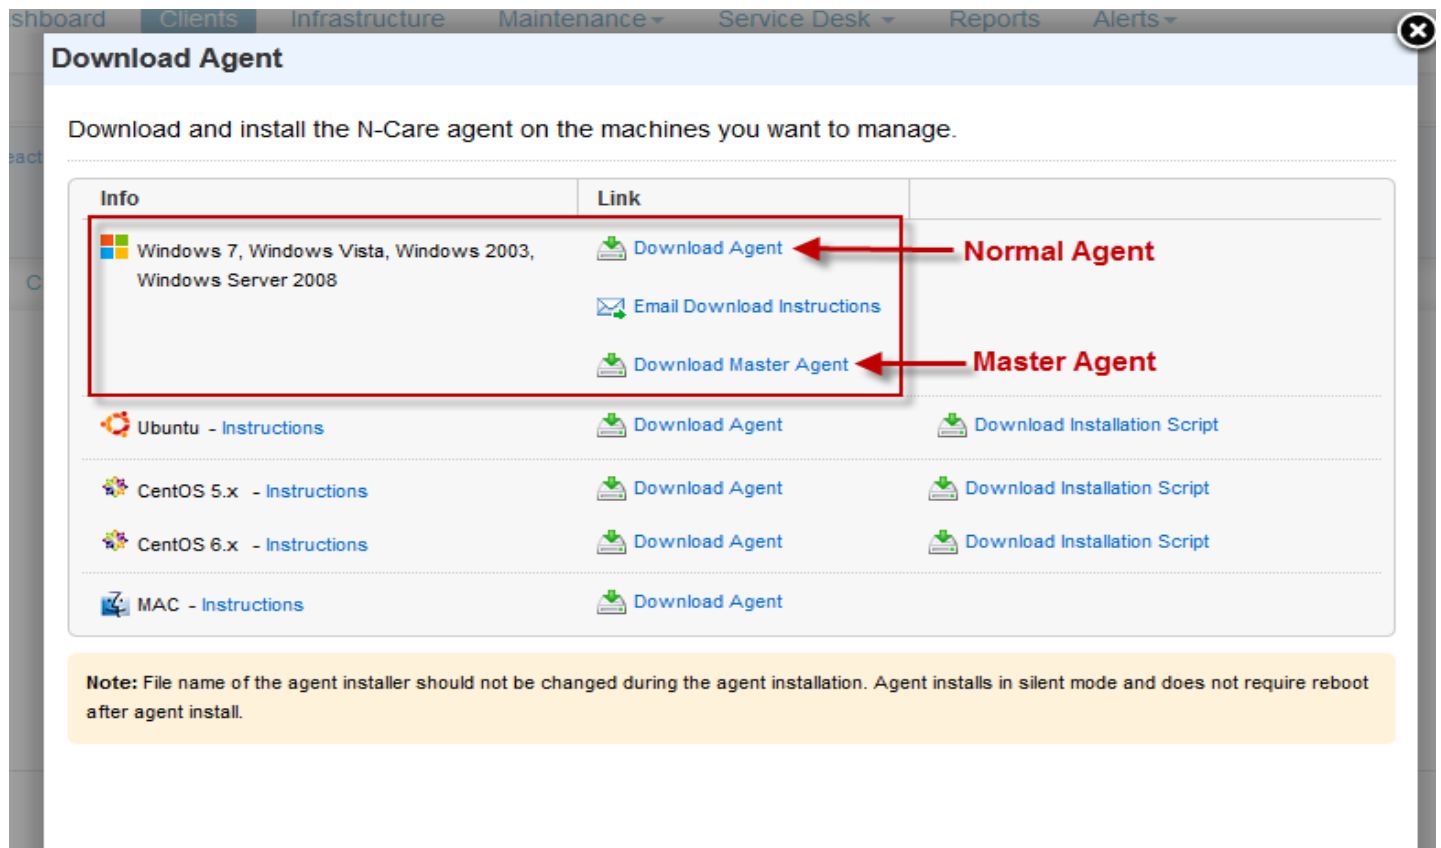 shboard Clients Infrastructure Maintenance Service Desk Reports Alerts
Download Agent
Download and install the N-Care agent on the machines you want to manage.
eact
Info Link
Windows 7, Windows Vista, Windows 2003, Download Agent Normal Agent
Windows Server 2008
C
Email Download Instructions
Download Master Agent Master Agent
Ubuntu - Instructions Download Agent Download Installation Script
CentOS 5.x - Instructions Download Agent Download Installation Script
CentOS 6.x - Instructions Download Agent Download Installation Script
MAC - Instructions Download Agent
Note: File name of the agent installer should not be changed during the agent installation. Agent installs in silent mode and does not require reboot
after agent install.